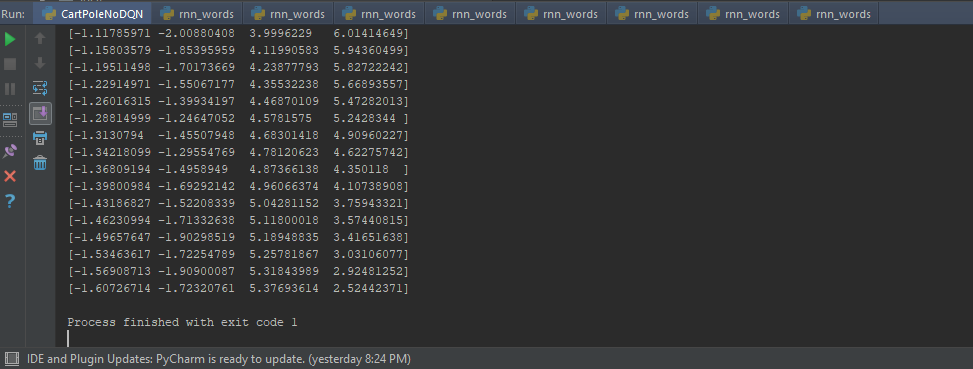 Run: CartPoleNoDQN rnn_words rnn_words rnn_words rnn_words rnn_words rnn_words rnn_words rnn_words
[-1.11785971 -2.00880408  3.9996229   6.01414649]
[-1.15803579 -1.85395959  4.11990583  5.94360499]
[-1.19511498 -1.70173669  4.23877793  5.82722242]
[-1.22914971 -1.55067177  4.35532238  5.66893557]
[-1.26016315 -1.39934197  4.46870109  5.47282013]
[-1.28814999 -1.24647052  4.5781575   5.2428344 ]
[-1.3130794  -1.45507948  4.68301418  4.90960227]
[-1.34218099 -1.29554769  4.78120623  4.62275742]
[-1.36809194 -1.4958949   4.87366138  4.350118  ]
[-1.39800984 -1.69292142  4.96066374  4.10738908]
[-1.43186827 -1.52208339  5.04281152  3.75943321]
[-1.46230994 -1.71332638  5.11800018  3.57440815]
[-1.49657647 -1.90298519  5.18948835  3.41651638]
[-1.53463617 -1.72254789  5.25781867  3.03106077]
[-1.56908713 -1.90900087  5.31843989  2.92481252]
[-1.60726714 -1.72320761  5.37693614  2.52442371]
Process finished with exit code 1
IDE and Plugin Updates: PyCharm is ready to update. (yesterday 8:24 PM)